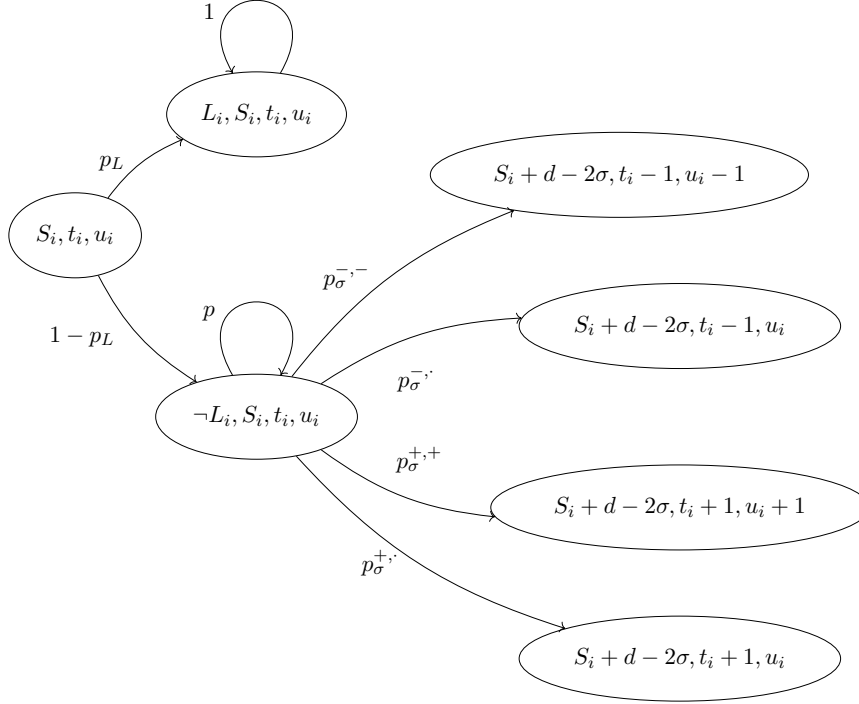 1
L_i, S_i, t_i, u_i
p_L
S_i + d − 2σ, t_i − 1, u_i − 1
S_i, t_i, u_i
p_σ^{−,−}
p
1 − p_L
S_i + d − 2σ, t_i − 1, u_i
p_σ^{−,·}
¬L_i, S_i, t_i, u_i
p_σ^{+,+}
S_i + d − 2σ, t_i + 1, u_i + 1
p_σ^{+,·}
S_i + d − 2σ, t_i + 1, u_i